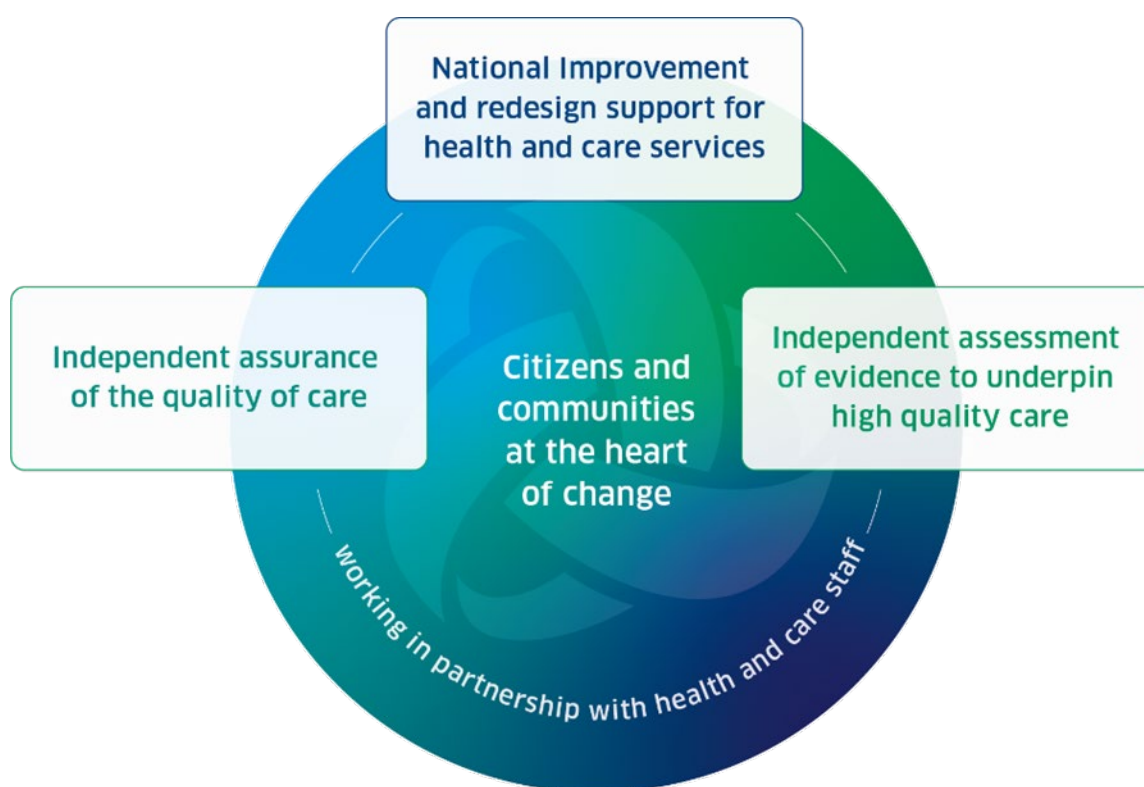 National Improvement
and redesign support for
health and care services
Independent assurance
of the quality of care
Citizens and
communities
at the heart
of change
Independent assessment
of evidence to underpin
high quality care
working in partnership with health and care staff